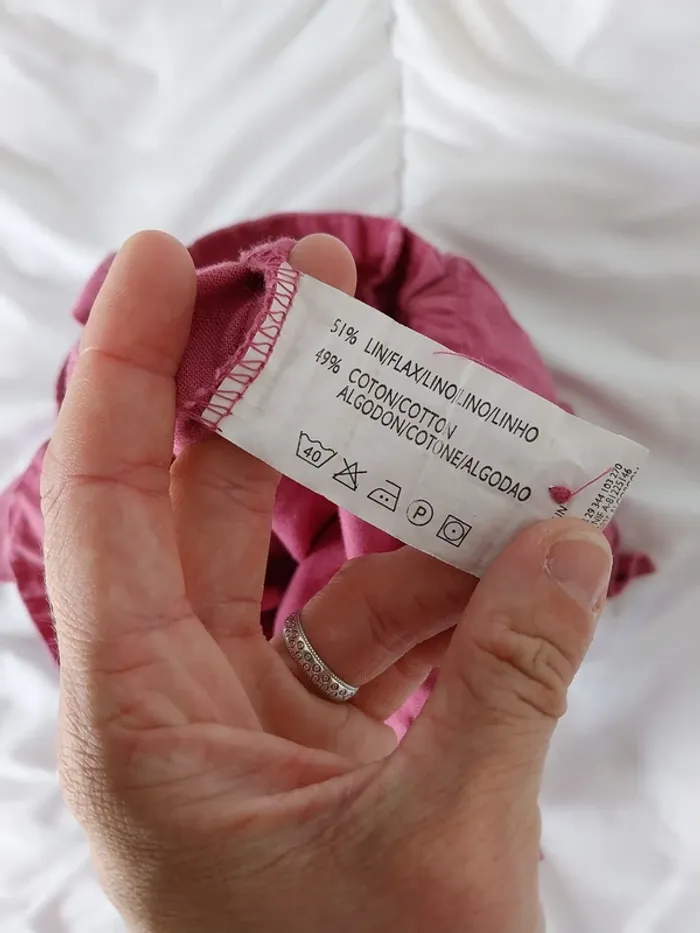 51% LIN/FLAX/LINO/LINO/LINHO
49% COTON/COTTON
ALGODON/COTONE/ALGODAO
40
P